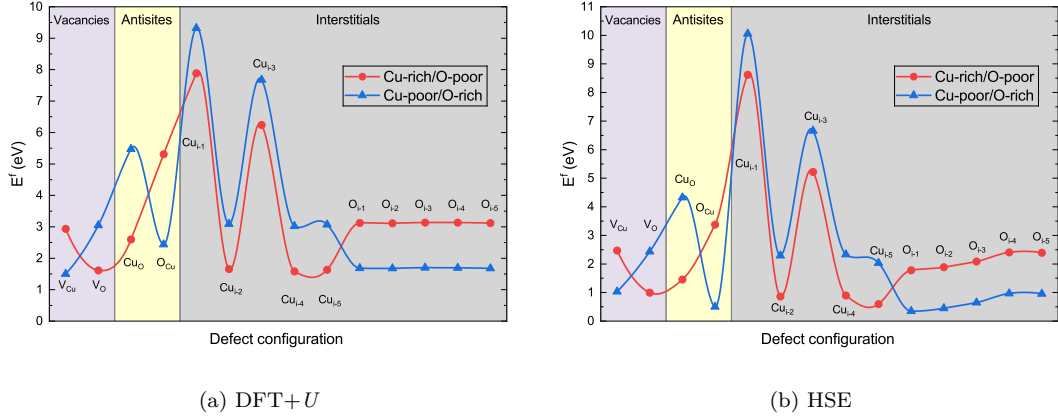 Vacancies Antisites Interstitials
Cu-rich/O-poor
Cu-poor/O-rich
E^f (eV)
10
9
8
7
6
5
4
3
2
1
0
V_Cu
V_O
Cu_O
O_Cu
Cu_i-1
Cu_i-2
Cu_i-3
Cu_i-4
Cu_i-5
O_i-1
O_i-2
O_i-3
O_i-4
O_i-5
Defect configuration
(a) DFT+U
Vacancies Antisites Interstitials
Cu-rich/O-poor
Cu-poor/O-rich
E^f (eV)
11
10
9
8
7
6
5
4
3
2
1
0
V_Cu
V_O
Cu_O
O_Cu
Cu_i-1
Cu_i-2
Cu_i-3
Cu_i-4
Cu_i-5
O_i-1
O_i-2
O_i-3
O_i-4
O_i-5
Defect configuration
(b) HSE